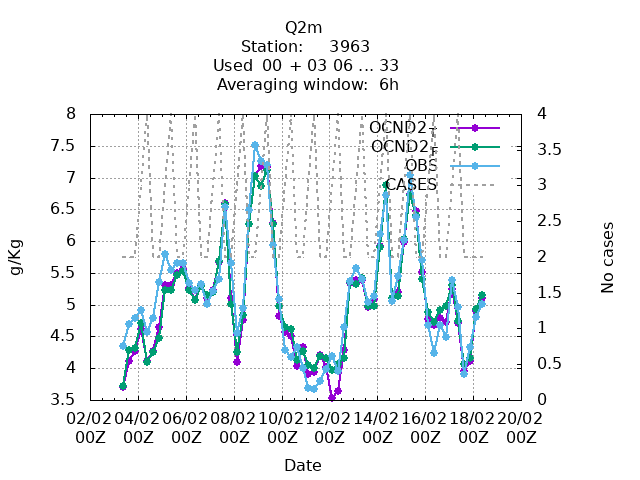 Q2m
Station: 3963
Used 00 + 03 06 ... 33
Averaging window: 6h
OCND2-
OCND2+
OBS
CASES
8
7.5
7
6.5
6
5.5
5
4.5
4
3.5
g/Kg
4
3.5
3
2.5
2
1.5
1
0.5
0
No cases
02/02 04/02 06/02 08/02 10/02 12/02 14/02 16/02 18/02 20/02
00Z 00Z 00Z 00Z 00Z 00Z 00Z 00Z 00Z 00Z
Date